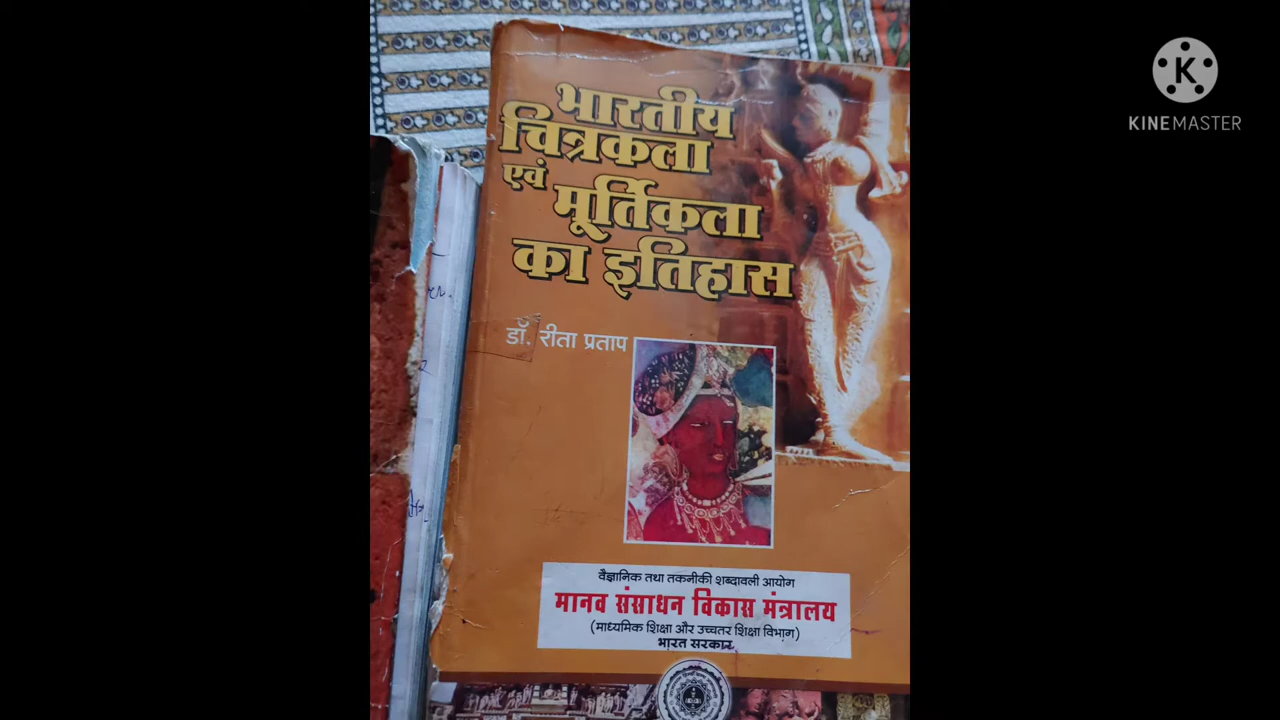 भारतीय
चित्रकला
एवं
मूर्तिकला
का इतिहास
डॉ. रीता प्रताप
वैज्ञानिक तथा तकनीकी शब्दावली आयोग
मानव संसाधन विकास मंत्रालय
(माध्यमिक शिक्षा और उच्चतर शिक्षा विभाग)
भारत सरकार
K
KINEMASTER